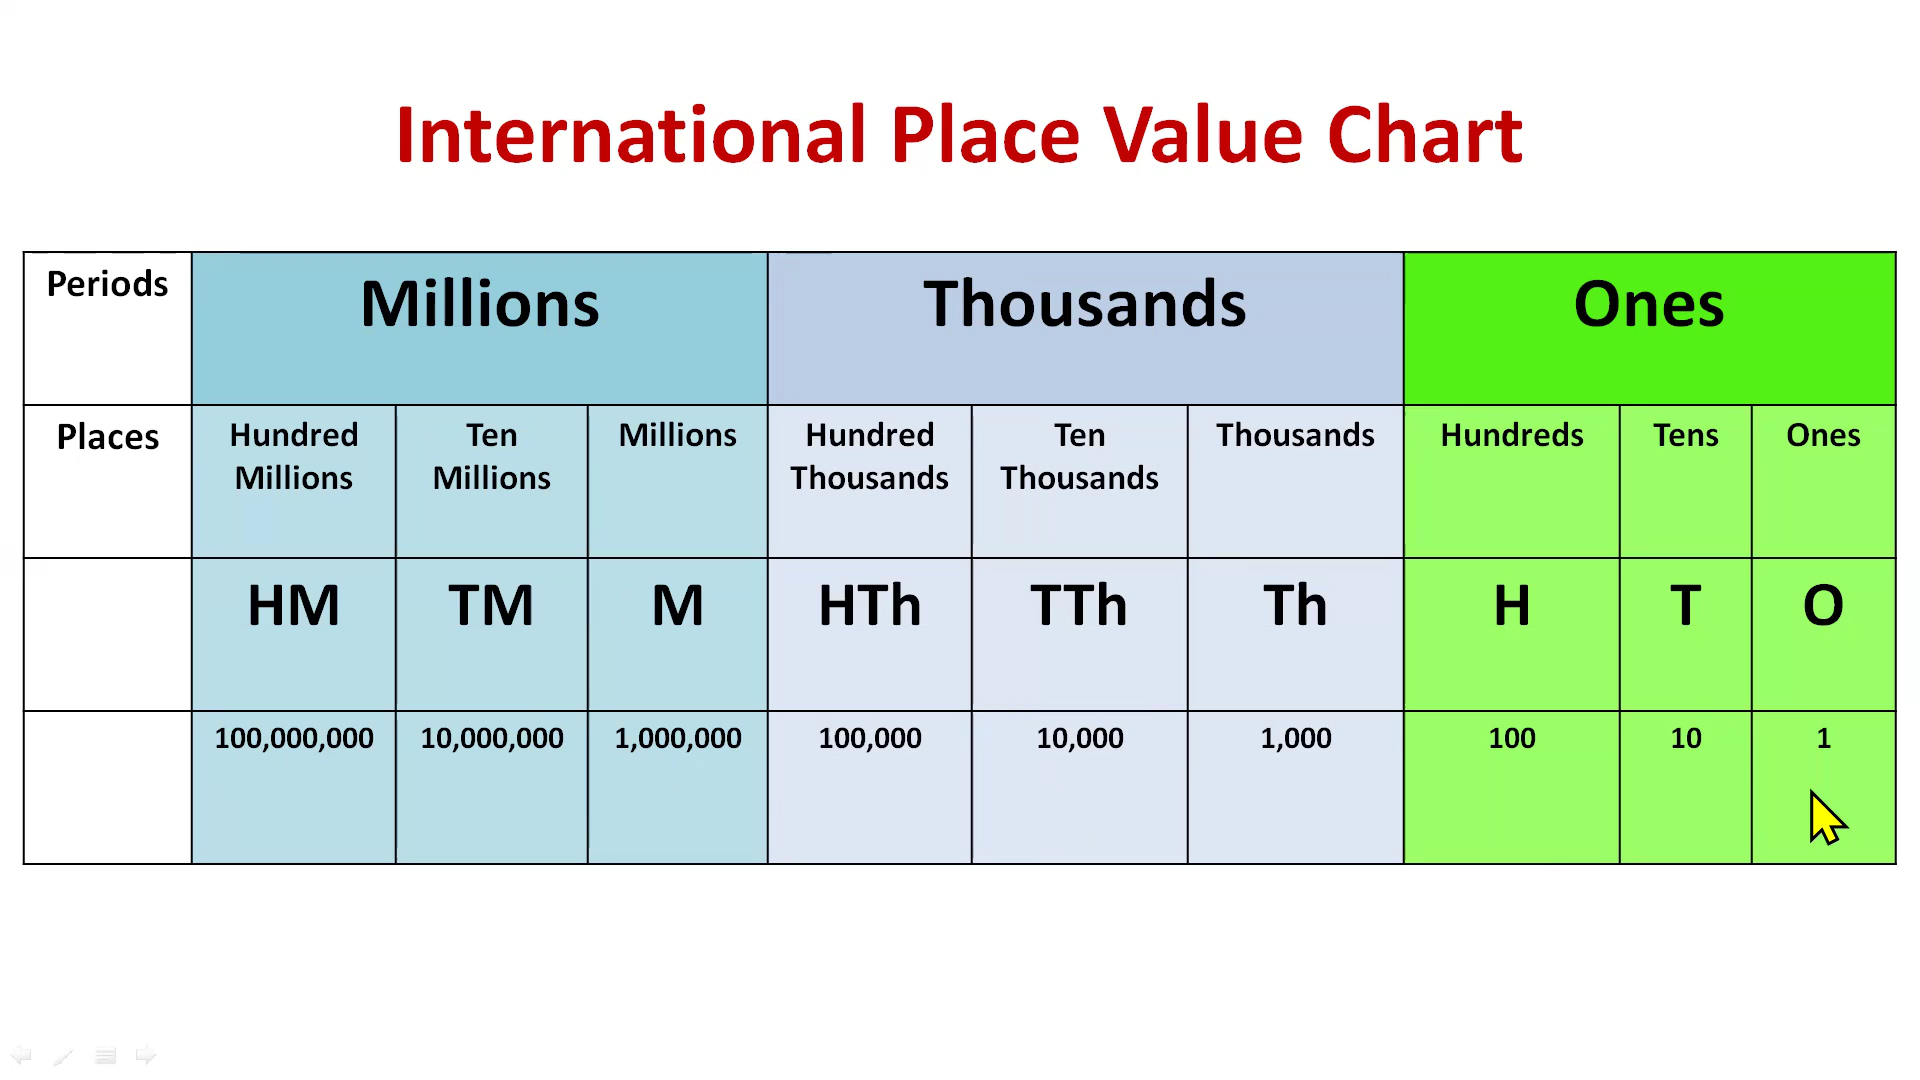 International Place Value Chart
Periods Millions Thousands Ones
Places Hundred Ten Millions Hundred Ten Thousands Hundreds Tens Ones
Millions Millions Thousands Thousands
HM TM M HTh TTh Th H T O
100,000,000 10,000,000 1,000,000 100,000 10,000 1,000 100 10 1